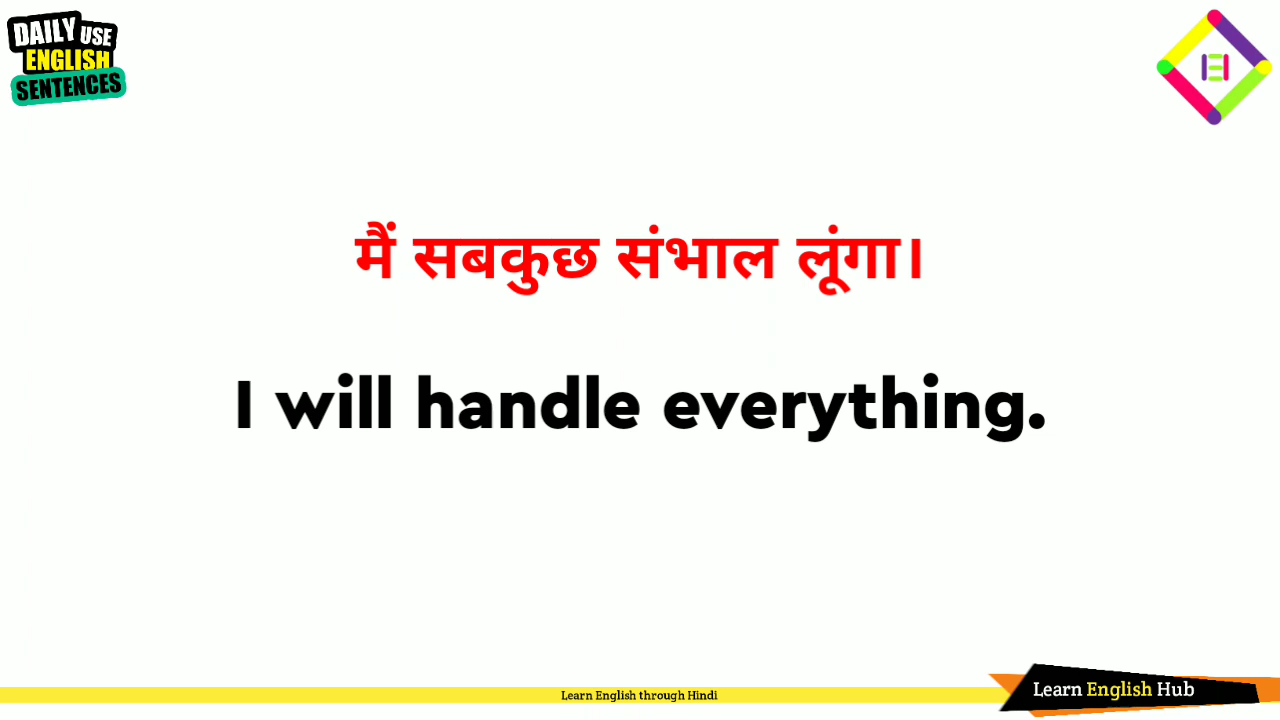 DAILY USE
ENGLISH
SENTENCES
मैं सबकुछ संभाल लूंगा।
I will handle everything.
Learn English through Hindi
Learn English Hub